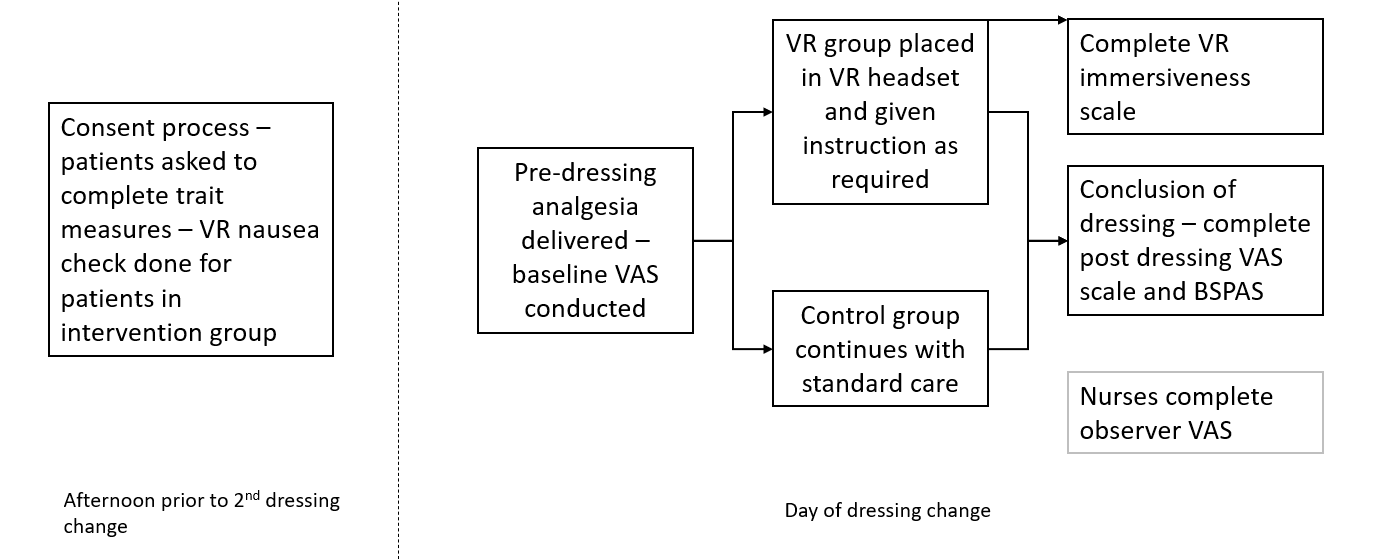 Consent process –
patients asked to
complete trait
measures – VR nausea
check done for
patients in
intervention group
Afternoon prior to 2nd dressing
change
Pre-dressing
analgesia
delivered –
baseline VAS
conducted
VR group placed
in VR headset
and given
instruction as
required
Control group
continues with
standard care
Complete VR
immersiveness
scale
Conclusion of
dressing – complete
post dressing VAS
scale and BSPAS
Nurses complete
observer VAS
Day of dressing change